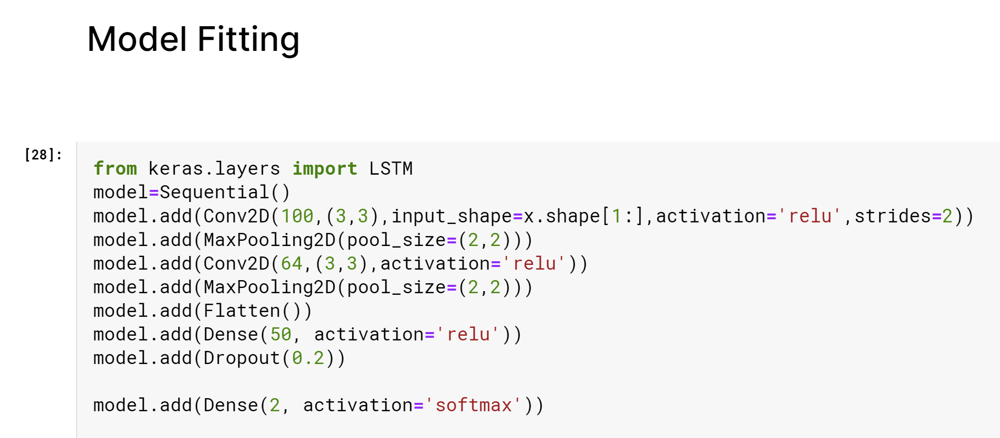 Model Fitting
[28]:
from keras.layers import LSTM
model=Sequential()
model.add(Conv2D(100,(3,3),input_shape=x.shape[1:],activation='relu',strides=2))
model.add(MaxPooling2D(pool_size=(2,2)))
model.add(Conv2D(64,(3,3),activation='relu'))
model.add(MaxPooling2D(pool_size=(2,2)))
model.add(Flatten())
model.add(Dense(50, activation='relu'))
model.add(Dropout(0.2))
model.add(Dense(2, activation='softmax'))